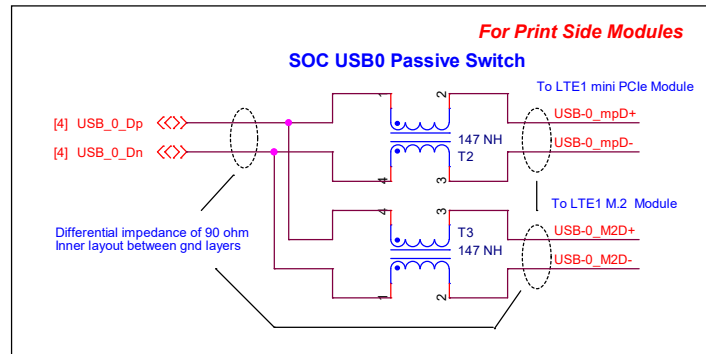 For Print Side Modules
SOC USB0 Passive Switch
To LTE1 mini PCIe Module
[4] USB_0_Dp
1
2
USB-0_mpD+
147 NH
[4] USB_0_Dn
T2
USB-0_mpD-
4
3
To LTE1 M.2 Module
4
3
Differential impedance of 90 ohm
Inner layout between gnd layers
T3
USB-0_M2D+
147 NH
USB-0_M2D-
1
2